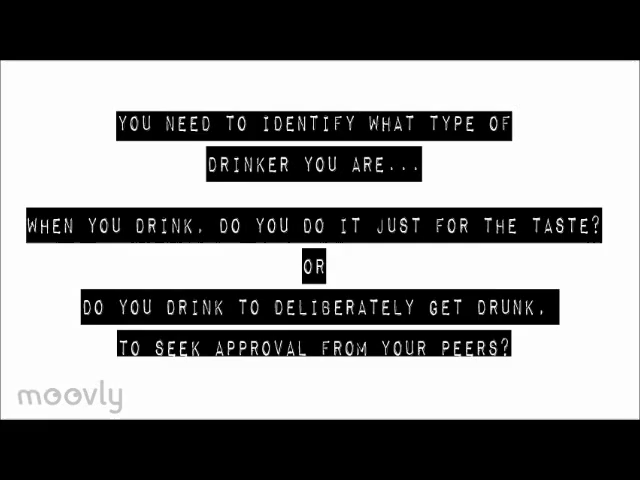 YOU NEED TO IDENTIFY WHAT TYPE OF
DRINKER YOU ARE...
WHEN YOU DRINK, DO YOU DO IT JUST FOR THE TASTE?
OR
DO YOU DRINK TO DELIBERATELY GET DRUNK,
TO SEEK APPROVAL FROM YOUR PEERS?
moovly